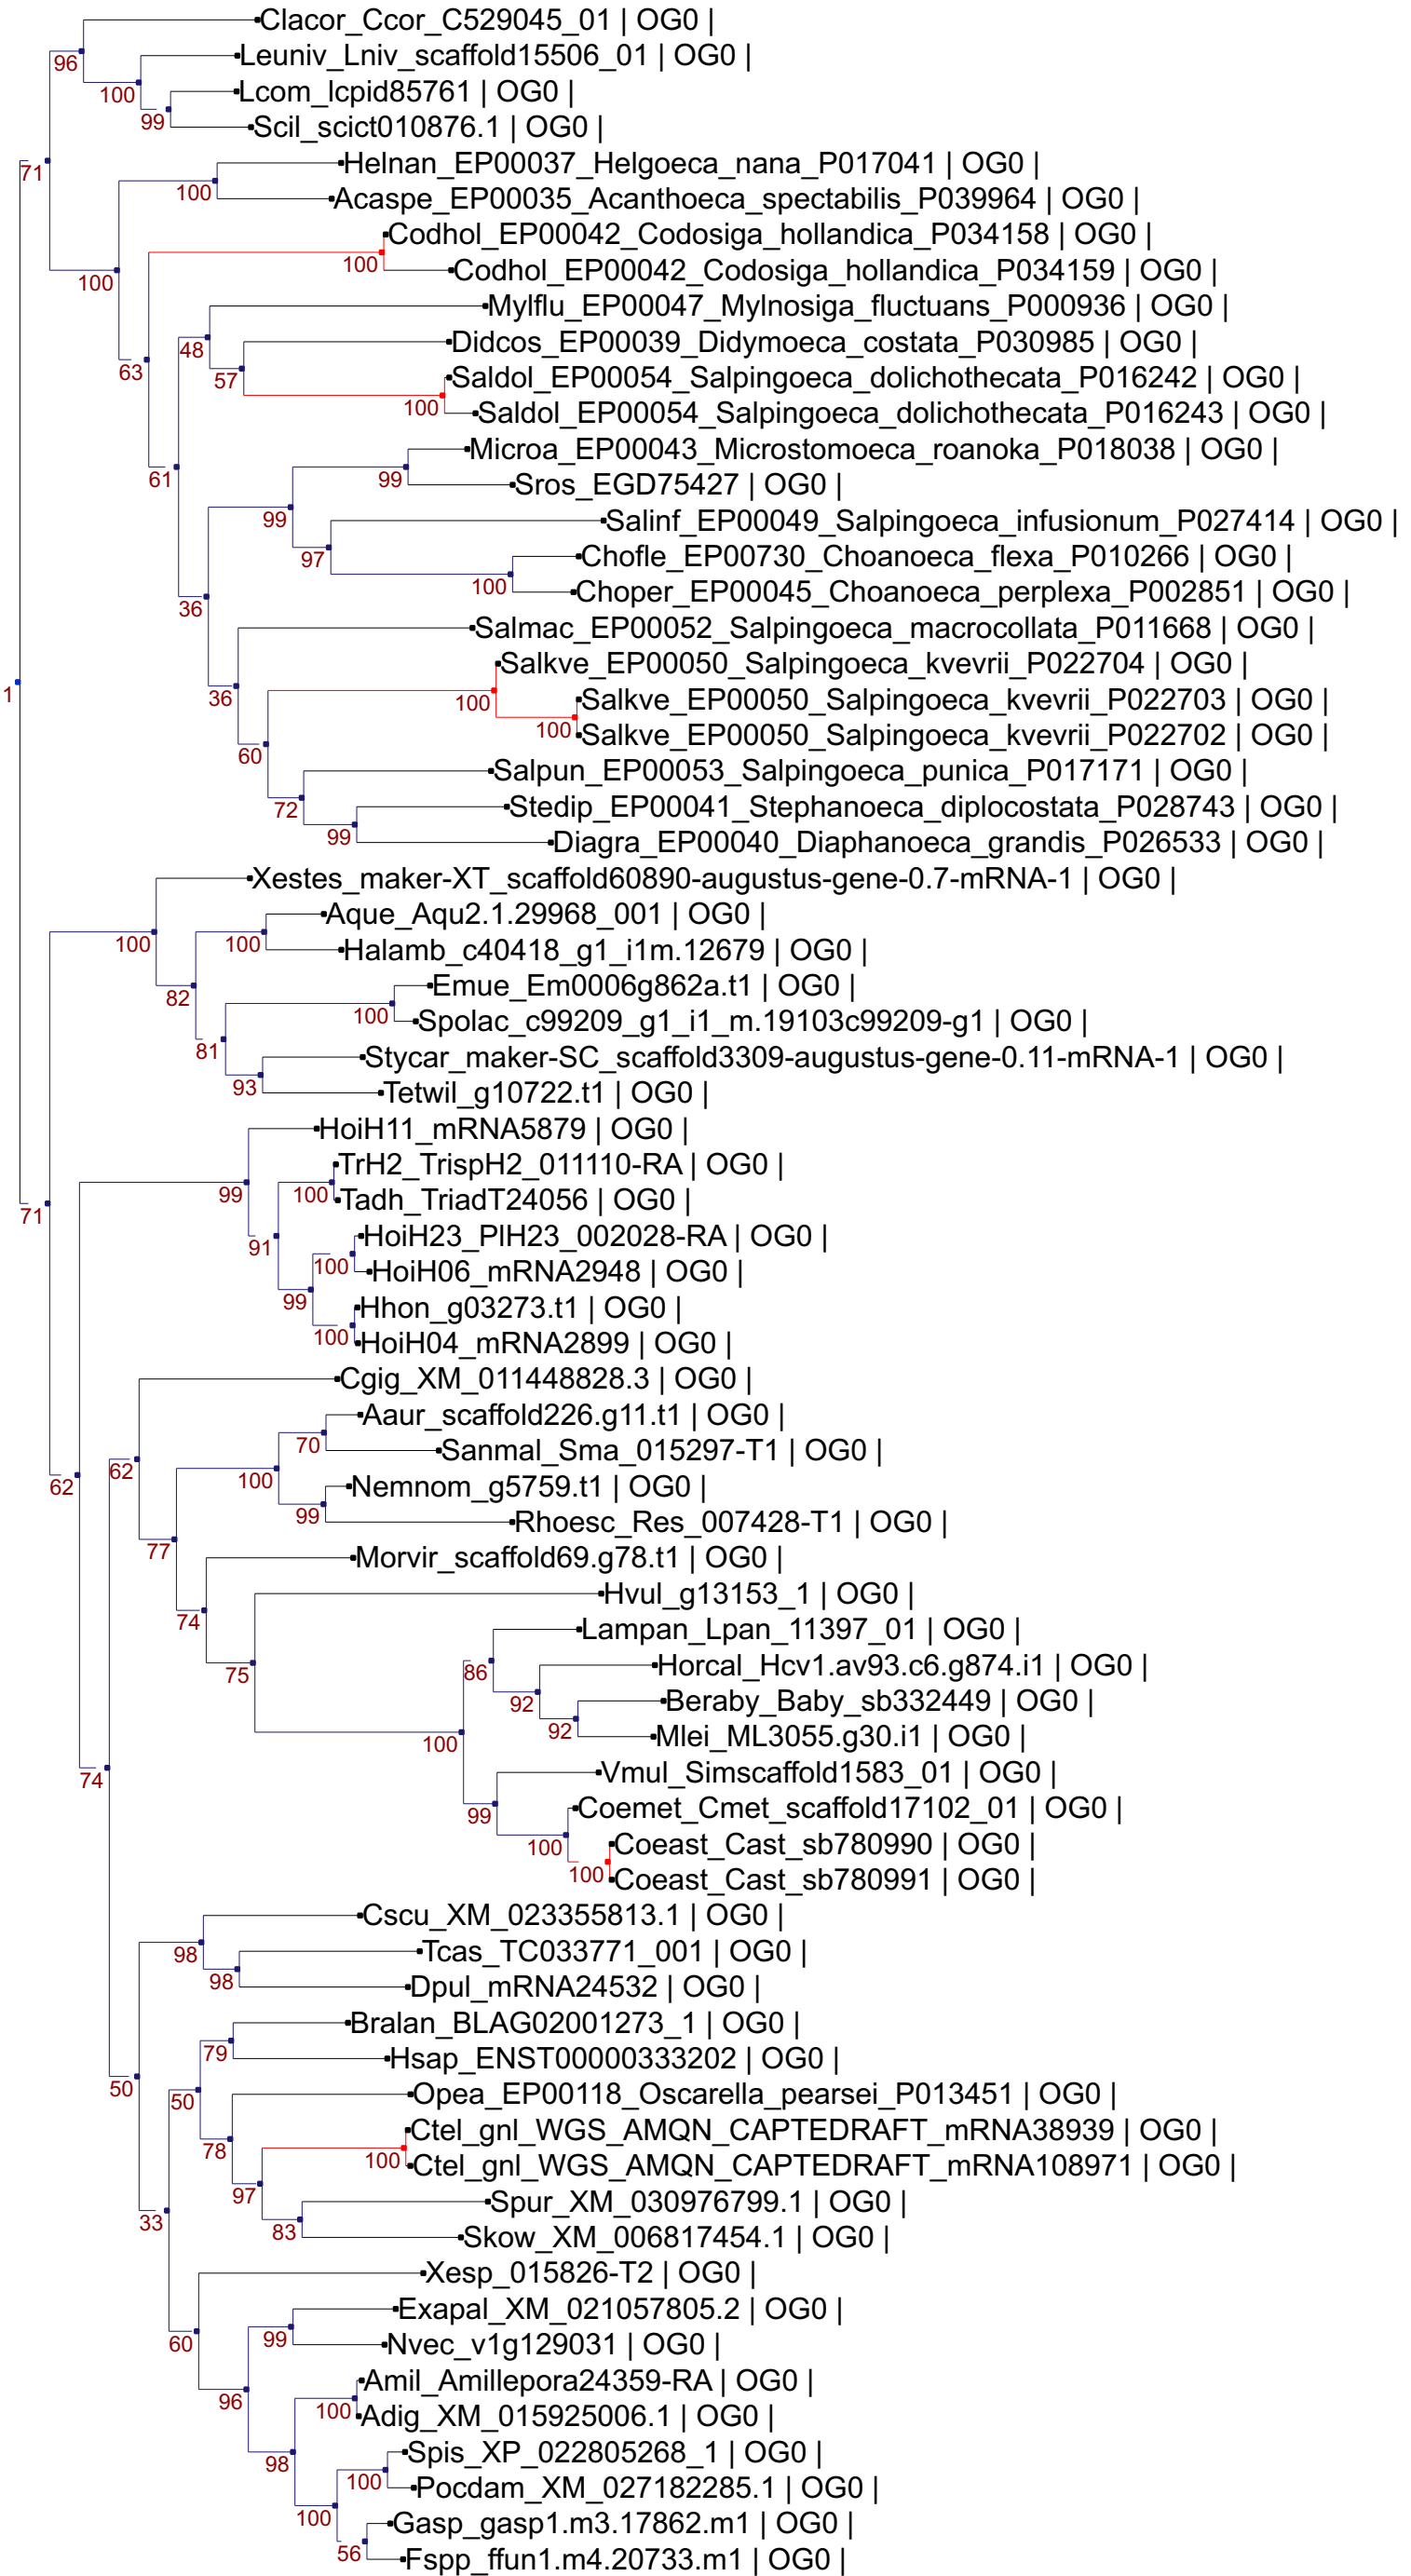 Clacor_Ccor_C529045_01 | OG0 |
96
Leuniv_Lniv_scaffold15506_01 | OG0 |
100
Lcom_lcpid85761 | OG0 |
99
Scil_scict010876.1 | OG0 |
71
Helnan_EP00037_Helgoeca_nana_P017041 | OG0 |
100
Acaspe_EP00035_Acanthoeca_spectabilis_P039964 | OG0 |
Codhol_EP00042_Codosiga_hollandica_P034158 | OG0 |
100
Codhol_EP00042_Codosiga_hollandica_P034159 | OG0 |
100
Mylflu_EP00047_Mylnosiga_fluctuans_P000936 | OG0 |
48
Didcos_EP00039_Didymoeca_costata_P030985 | OG0 |
63
57
Saldol_EP00054_Salpingoeca_dolichothecata_P016242 | OG0 |
100
Saldol_EP00054_Salpingoeca_dolichothecata_P016243 | OG0 |
Microa_EP00043_Microstomoeca_roanoka_P018038 | OG0 |
61
99
Sros_EGD75427 | OG0 |
99
Salinf_EP00049_Salpingoeca_infusionum_P027414 | OG0 |
97
Chofle_EP00730_Choanoeca_flexa_P010266 | OG0 |
100
Choper_EP00045_Choanoeca_perplexa_P002851 | OG0 |
36
Salmac_EP00052_Salpingoeca_macrocollata_P011668 | OG0 |
Salkve_EP00050_Salpingoeca_kvevrii_P022704 | OG0 |
1
36
100
Salkve_EP00050_Salpingoeca_kvevrii_P022703 | OG0 |
100
Salkve_EP00050_Salpingoeca_kvevrii_P022702 | OG0 |
60
Salpun_EP00053_Salpingoeca_punica_P017171 | OG0 |
72
Stedip_EP00041_Stephanoeca_diplocostata_P028743 | OG0 |
99
Diagra_EP00040_Diaphanoeca_grandis_P026533 | OG0 |
Xestes_maker-XT_scaffold60890-augustus-gene-0.7-mRNA-1 | OG0 |
Aque_Aqu2.1.29968_001 | OG0 |
100
100
Halamb_c40418_g1_i1m.12679 | OG0 |
Emue_Em0006g862a.t1 | OG0 |
82
100
Spolac_c99209_g1_i1_m.19103c99209-g1 | OG0 |
81
Stycar_maker-SC_scaffold3309-augustus-gene-0.11-mRNA-1 | OG0 |
93
Tetwil_g10722.t1 | OG0 |
HoiH11_mRNA5879 | OG0 |
TrH2_TrispH2_011110-RA | OG0 |
99
100
Tadh_TriadT24056 | OG0 |
71
HoiH23_PlH23_002028-RA | OG0 |
91
100
HoiH06_mRNA2948 | OG0 |
99
Hhon_g03273.t1 | OG0 |
100
HoiH04_mRNA2899 | OG0 |
Cgig_XM_011448828.3 | OG0 |
Aaur_scaffold226.g11.t1 | OG0 |
70
Sanmal_Sma_015297-T1 | OG0 |
62
62
100
Nemnom_g5759.t1 | OG0 |
99
Rhoesc_Res_007428-T1 | OG0 |
77
Morvir_scaffold69.g78.t1 | OG0 |
Hvul_g13153_1 | OG0 |
74
Lampan_Lpan_11397_01 | OG0 |
75
86
Horcal_Hcv1.av93.c6.g874.i1 | OG0 |
92
Beraby_Baby_sb332449 | OG0 |
92
Mlei_ML3055.g30.i1 | OG0 |
100
Vmul_Simscaffold1583_01 | OG0 |
74
Coemet_Cmet_scaffold17102_01 | OG0 |
99
Coeast_Cast_sb780990 | OG0 |
100
100
Coeast_Cast_sb780991 | OG0 |
Cscu_XM_023355813.1 | OG0 |
98
Tcas_TC033771_001 | OG0 |
98
Dpul_mRNA24532 | OG0 |
Bralan_BLAG02001273_1 | OG0 |
79
Hsap_ENST00000333202 | OG0 |
50
50
Opea_EP00118_Oscarella_pearsei_P013451 | OG0 |
Ctel_gnl_WGS_AMQN_CAPTEDRAFT_mRNA38939 | OG0 |
78
100
Ctel_gnl_WGS_AMQN_CAPTEDRAFT_mRNA108971 | OG0 |
97
Spur_XM_030976799.1 | OG0 |
33
83
Skow_XM_006817454.1 | OG0 |
Xesp_015826-T2 | OG0 |
Exapal_XM_021057805.2 | OG0 |
60
99
Nvec_v1g129031 | OG0 |
Amil_Amillepora24359-RA | OG0 |
96
100
Adig_XM_015925006.1 | OG0 |
Spis_XP_022805268_1 | OG0 |
98
100
Pocdam_XM_027182285.1 | OG0 |
100
Gasp_gasp1.m3.17862.m1 | OG0 |
56
Fspp_ffun1.m4.20733.m1 | OG0 |